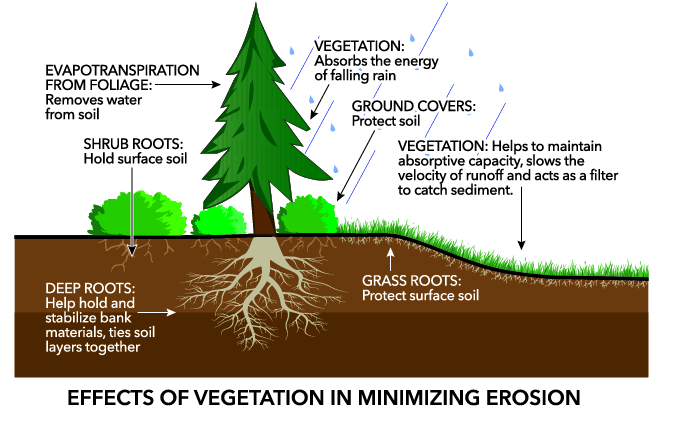 EVAPOTRANSPIRATION
FROM FOLIAGE:
Removes water
from soil
VEGETATION:
Absorbs the energy
of falling rain
GROUND COVERS:
Protect soil
SHRUB ROOTS:
Hold surface soil
VEGETATION: Helps to maintain
absorptive capacity, slows the
velocity of runoff and acts as a filter
to catch sediment.
DEEP ROOTS:
Help hold and
stabilize bank
materials, ties soil
layers together
GRASS ROOTS:
Protect surface soil
EFFECTS OF VEGETATION IN MINIMIZING EROSION